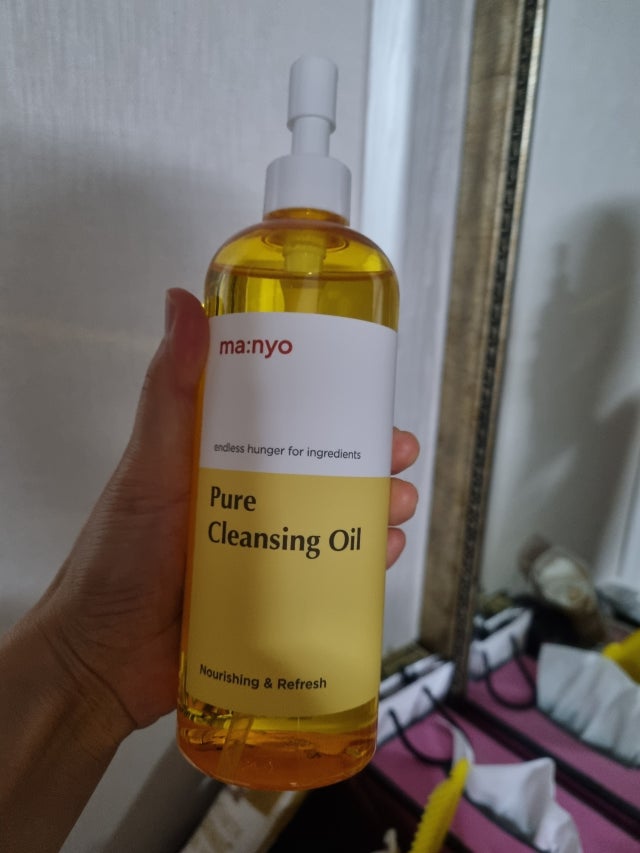 ma:nyo
endless hunger for ingredients
Pure
Cleansing Oil
Nourishing & Refresh